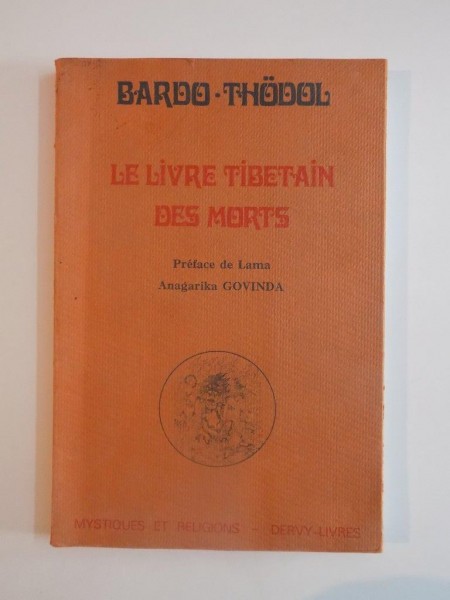 BARDO·THÖDOL
LE LIVRE TIBETAIN
DES MORTS
Préface de Lama
Anagarika GOVINDA
MYSTIQUES ET RELIGIONS - DERVY-LIVRES